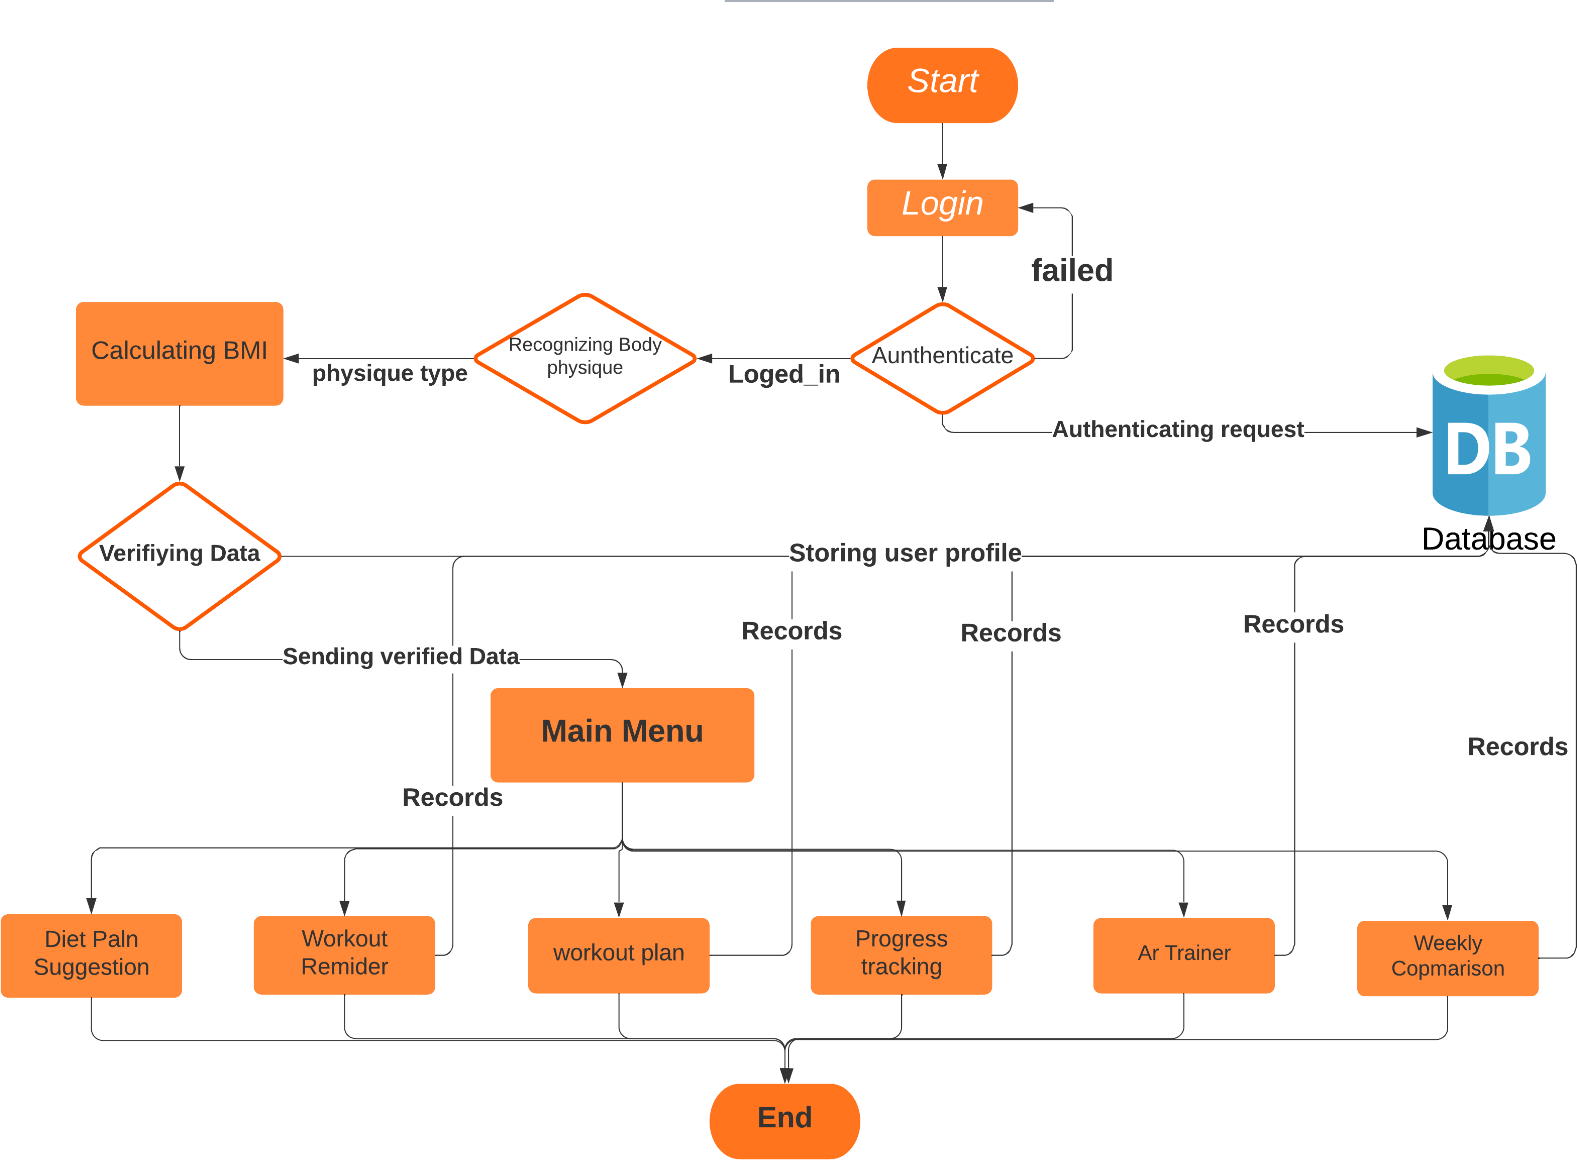 Start
Login
failed
Aunthenticate
Recognizing Body
physique
Calculating BMI
physique type
Loged_in
Authenticating request
DB
Database
Verifiying Data
Storing user profile
Records
Records
Records
Sending verified Data
Main Menu
Records
Records
Diet Paln
Suggestion
Workout
Remider
workout plan
Progress
tracking
Ar Trainer
Weekly
Copmarison
End